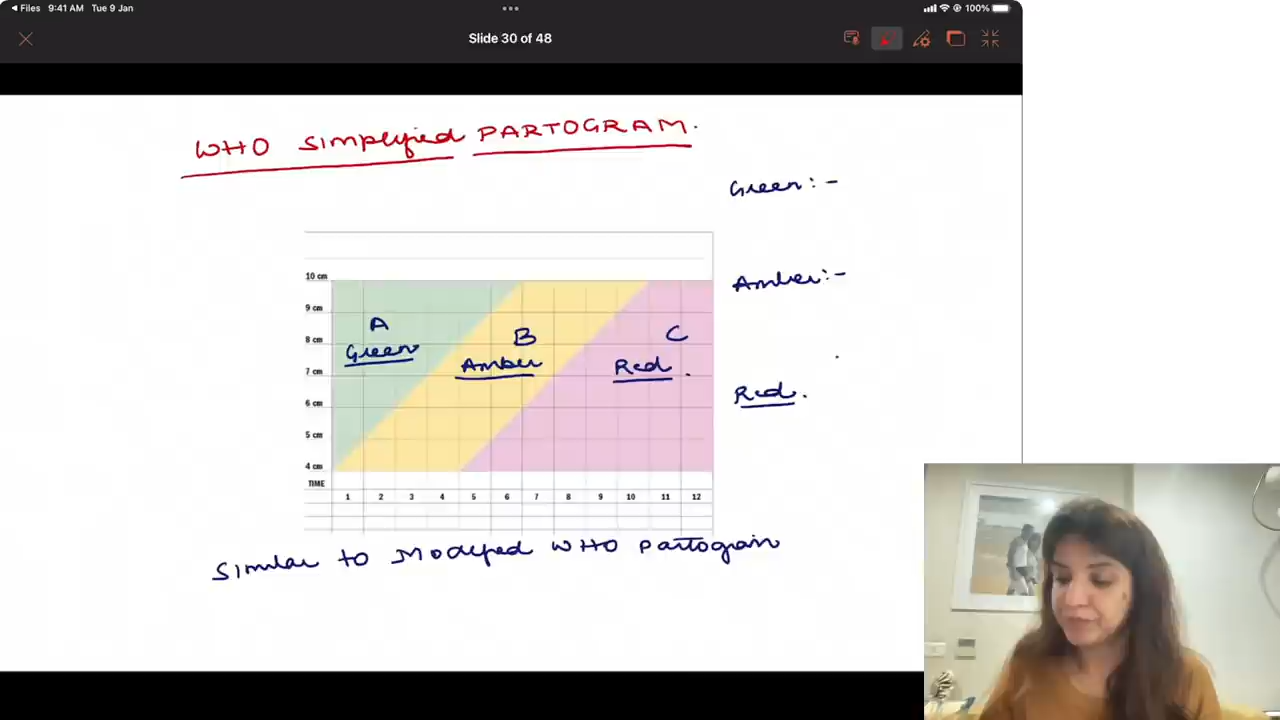 Files 9:41 AM Tue 9 Jan 100%
Slide 30 of 48
WHO Simplified PARTOGRAM.
Green:-
Amber:-
Red.
10 cm
9 cm
8 cm
7 cm
6 cm
5 cm
4 cm
A
Green
B
Amber
C
Red.
TIME 1 2 3 4 5 6 7 8 9 10 11 12
Similar to Modified WHO Partogram